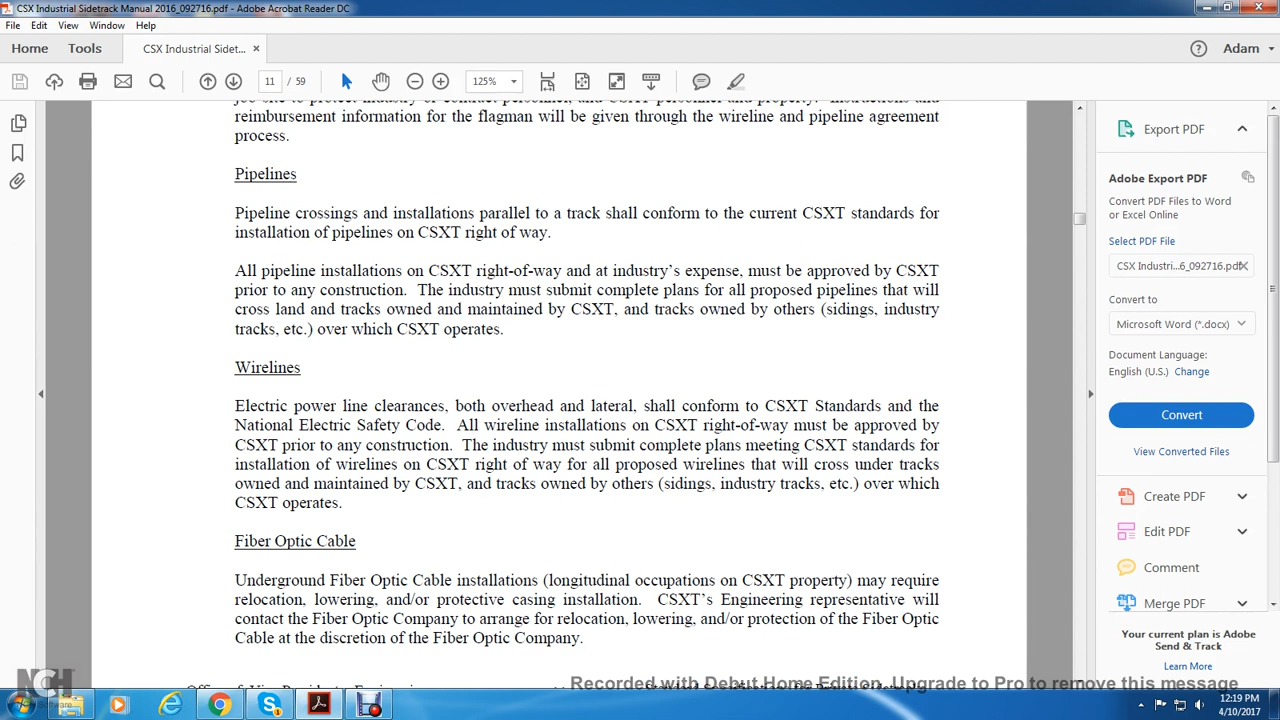 CSX Industrial Sidetrack Manual 2016_092716.pdf - Adobe Acrobat Reader DC
File Edit View Window Help
Home Tools CSX Industrial Sidet... × Adam
11 / 59 125%
job site to protect industry or contract personnel, and CSXT personnel and property. Instructions and
reimbursement information for the flagman will be given through the wireline and pipeline agreement
process.
Pipelines
Pipeline crossings and installations parallel to a track shall conform to the current CSXT standards for
installation of pipelines on CSXT right of way.
All pipeline installations on CSXT right-of-way and at industry's expense, must be approved by CSXT
prior to any construction. The industry must submit complete plans for all proposed pipelines that will
cross land and tracks owned and maintained by CSXT, and tracks owned by others (sidings, industry
tracks, etc.) over which CSXT operates.
Wirelines
Electric power line clearances, both overhead and lateral, shall conform to CSXT Standards and the
National Electric Safety Code. All wireline installations on CSXT right-of-way must be approved by
CSXT prior to any construction. The industry must submit complete plans meeting CSXT standards for
installation of wirelines on CSXT right of way for all proposed wirelines that will cross under tracks
owned and maintained by CSXT, and tracks owned by others (sidings, industry tracks, etc.) over which
CSXT operates.
Fiber Optic Cable
Underground Fiber Optic Cable installations (longitudinal occupations on CSXT property) may require
relocation, lowering, and/or protective casing installation. CSXT's Engineering representative will
contact the Fiber Optic Company to arrange for relocation, lowering, and/or protection of the Fiber Optic
Cable at the discretion of the Fiber Optic Company.
Export PDF
Adobe Export PDF
Convert PDF Files to Word
or Excel Online
Select PDF File
CSX Industri...6_092716.pdf ×
Convert to
Microsoft Word (*.docx)
Document Language:
English (U.S.) Change
Convert
View Converted Files
Create PDF
Edit PDF
Comment
Merge PDF
Your current plan is Adobe
Send & Track
Learn More
NCH Software
Recorded with Debut Home Edition. Upgrade to Pro to remove this message
12:19 PM
4/10/2017